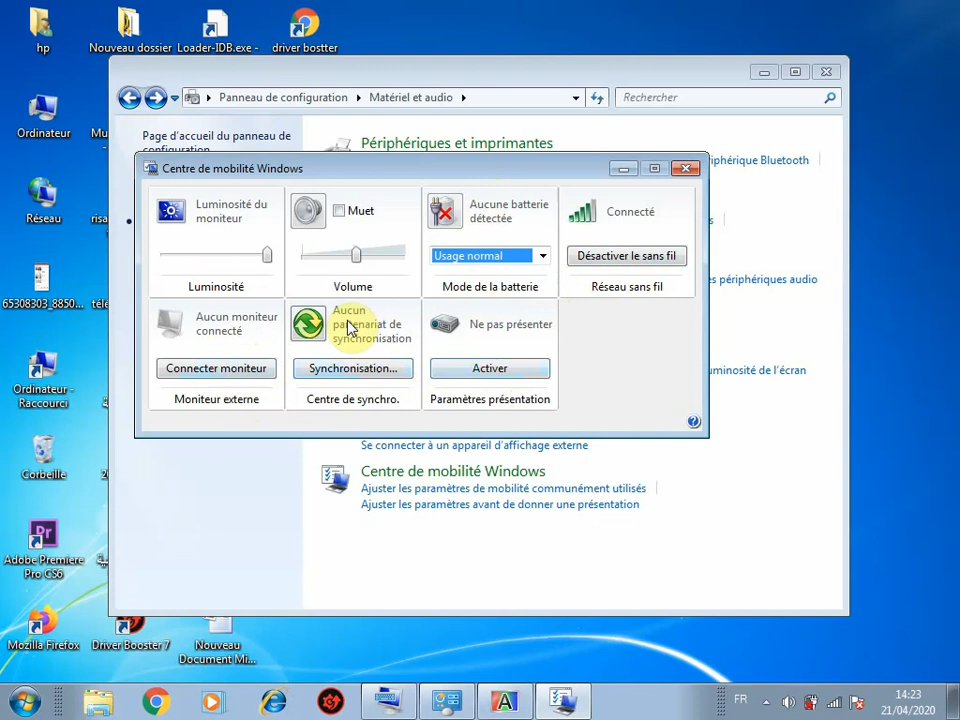 hp
Nouveau dossier
Loader-IDB.exe -
driver bostter
Ordinateur
Réseau
65308303_8850...
Ordinateur -
Raccourci
Corbeille
Adobe Premiere
Pro CS6
Mozilla Firefox
Driver Booster 7
Nouveau
Document Mi...
Panneau de configuration
Matériel et audio
Rechercher
Page d'accueil du panneau de
configuration
Périphériques et imprimantes
périphérique Bluetooth
Centre de mobilité Windows
Luminosité du
moniteur
Luminosité
Muet
Volume
Aucune batterie
détectée
Usage normal
Mode de la batterie
Connecté
Désactiver le sans fil
Réseau sans fil
Aucun moniteur
connecté
Connecter moniteur
Moniteur externe
Aucun
partenariat de
synchronisation
Synchronisation...
Centre de synchro.
Ne pas présenter
Activer
Paramètres présentation
es périphériques audio
uminosité de l'écran
Se connecter à un appareil d'affichage externe
Centre de mobilité Windows
Ajuster les paramètres de mobilité communément utilisés
Ajuster les paramètres avant de donner une présentation
FR
14:23
21/04/2020